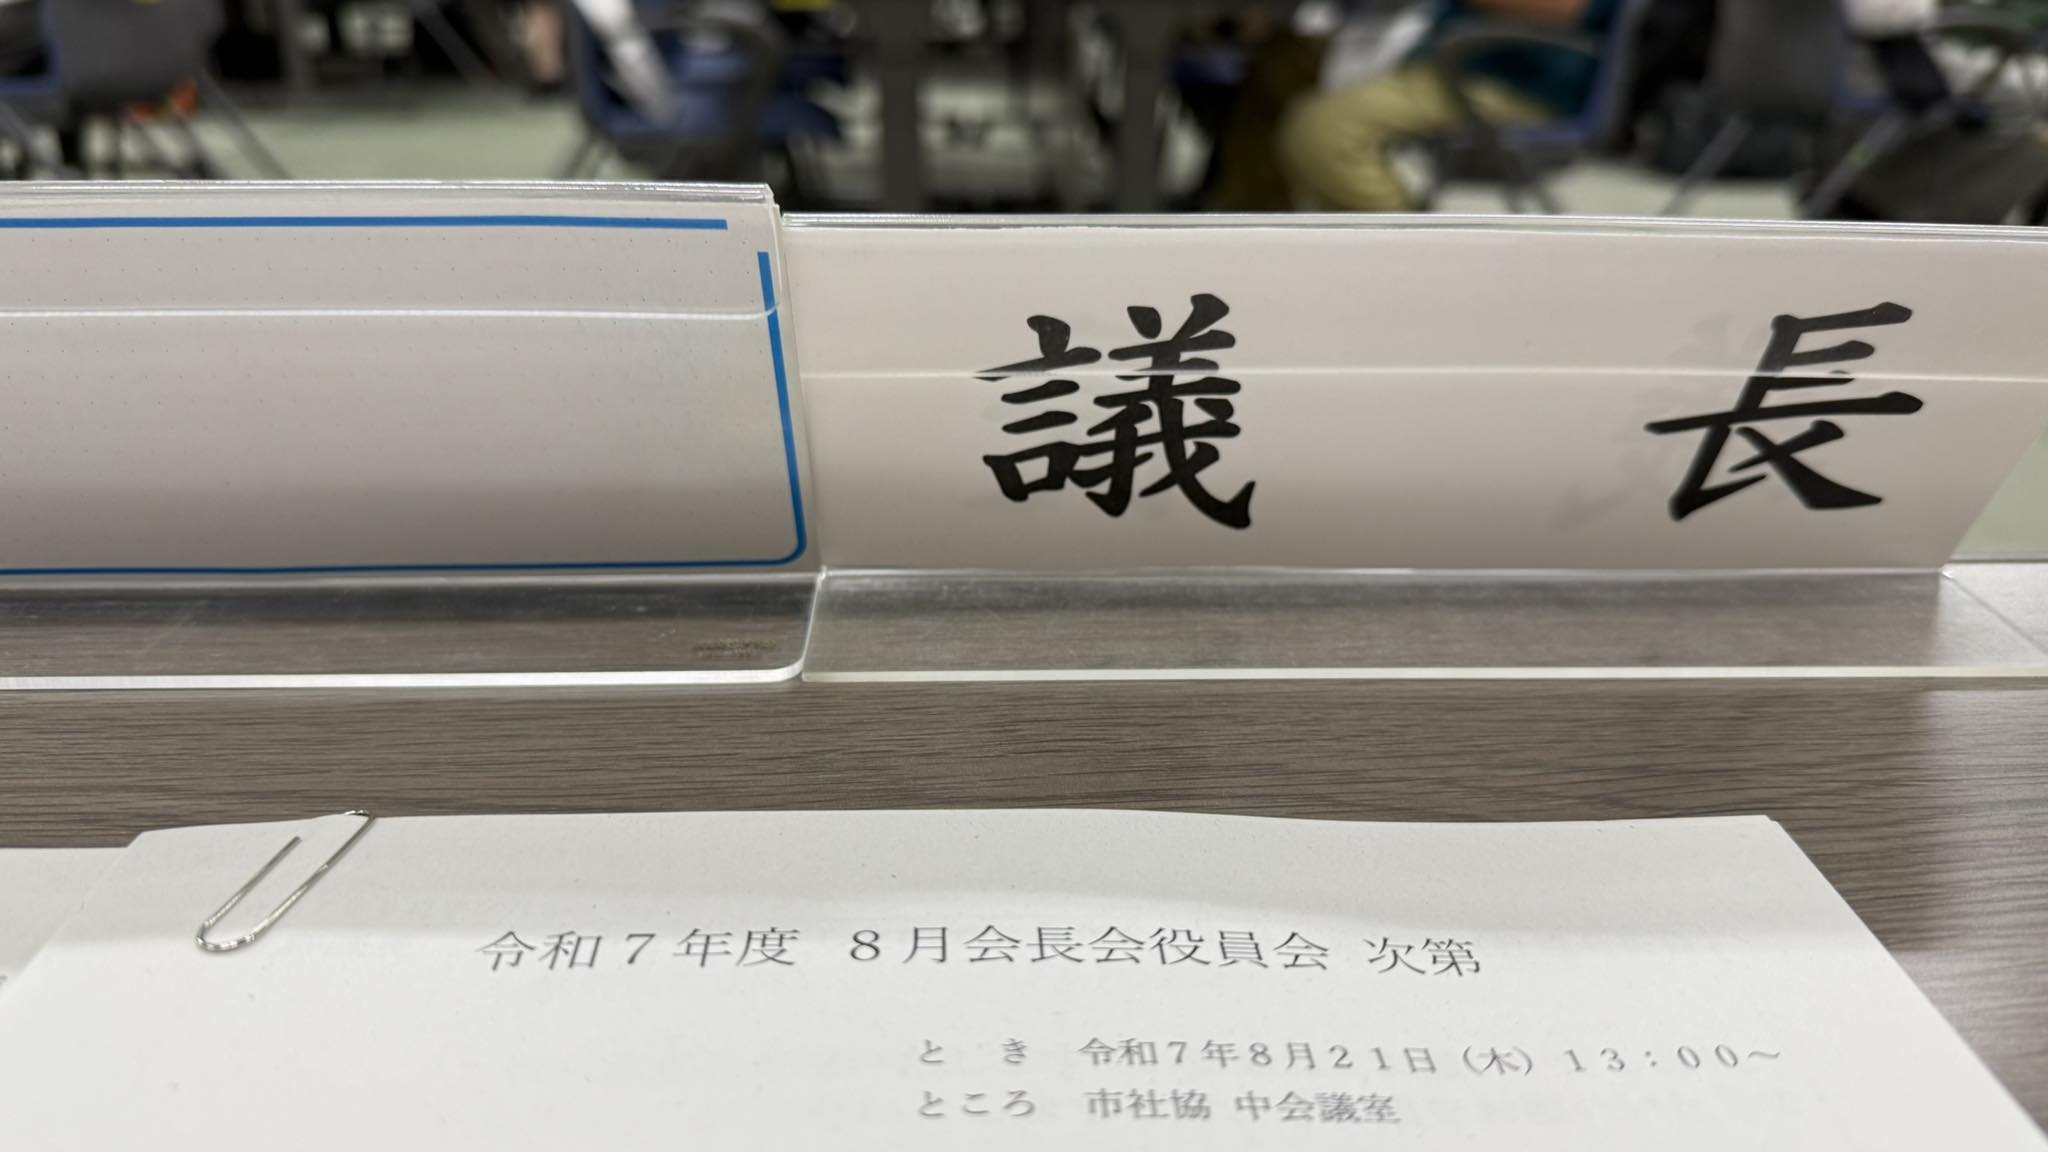 議長
令和７年度　８月会長会役員会 次第
と　き　令和７年８月２１日（木）１３：００～
ところ　市社協 中会議室